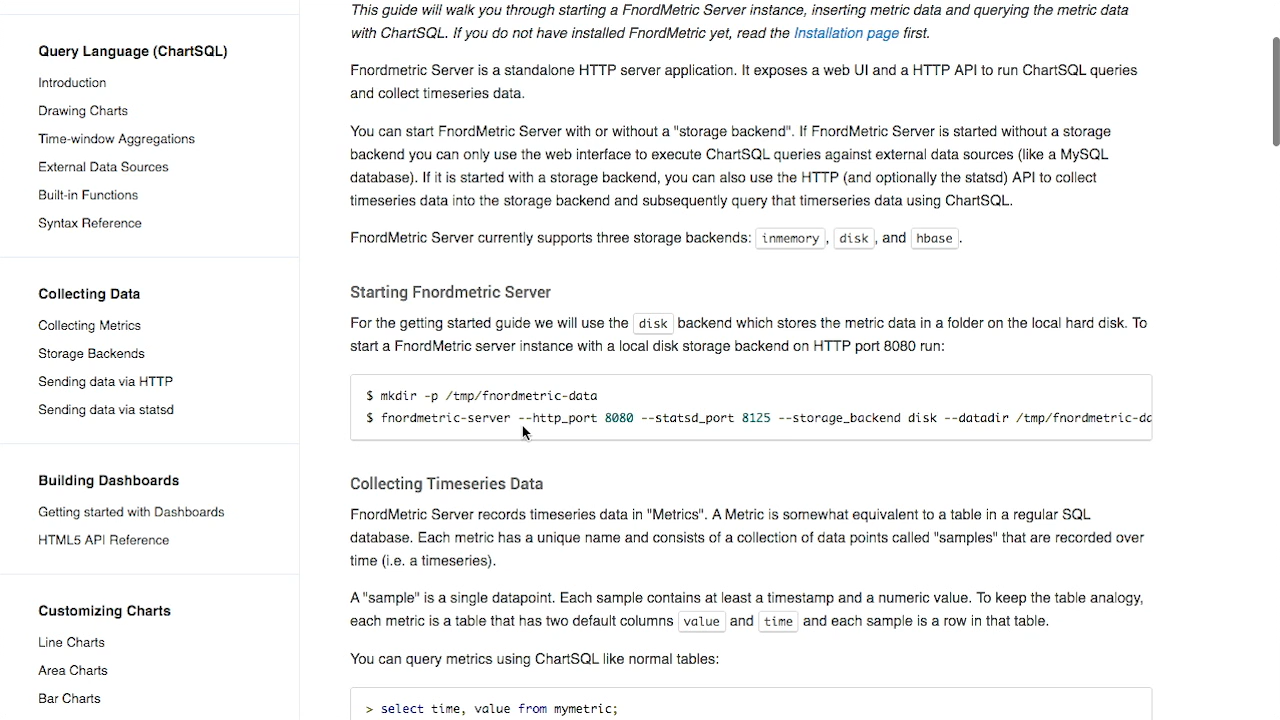 Query Language (ChartSQL)
Introduction
Drawing Charts
Time-window Aggregations
External Data Sources
Built-in Functions
Syntax Reference
Collecting Data
Collecting Metrics
Storage Backends
Sending data via HTTP
Sending data via statsd
Building Dashboards
Getting started with Dashboards
HTML5 API Reference
Customizing Charts
Line Charts
Area Charts
Bar Charts
This guide will walk you through starting a FnordMetric Server instance, inserting metric data and querying the metric data
with ChartSQL. If you do not have installed FnordMetric yet, read the Installation page first.
Fnordmetric Server is a standalone HTTP server application. It exposes a web UI and a HTTP API to run ChartSQL queries
and collect timeseries data.
You can start FnordMetric Server with or without a "storage backend". If FnordMetric Server is started without a storage
backend you can only use the web interface to execute ChartSQL queries against external data sources (like a MySQL
database). If it is started with a storage backend, you can also use the HTTP (and optionally the statsd) API to collect
timeseries data into the storage backend and subsequently query that timerseries data using ChartSQL.
FnordMetric Server currently supports three storage backends: inmemory, disk, and hbase.
Starting Fnordmetric Server
For the getting started guide we will use the disk backend which stores the metric data in a folder on the local hard disk. To
start a FnordMetric server instance with a local disk storage backend on HTTP port 8080 run:
$ mkdir -p /tmp/fnordmetric-data
$ fnordmetric-server --http_port 8080 --statsd_port 8125 --storage_backend disk --datadir /tmp/fnordmetric-da
Collecting Timeseries Data
FnordMetric Server records timeseries data in "Metrics". A Metric is somewhat equivalent to a table in a regular SQL
database. Each metric has a unique name and consists of a collection of data points called "samples" that are recorded over
time (i.e. a timeseries).
A "sample" is a single datapoint. Each sample contains at least a timestamp and a numeric value. To keep the table analogy,
each metric is a table that has two default columns value and time and each sample is a row in that table.
You can query metrics using ChartSQL like normal tables:
> select time, value from mymetric;